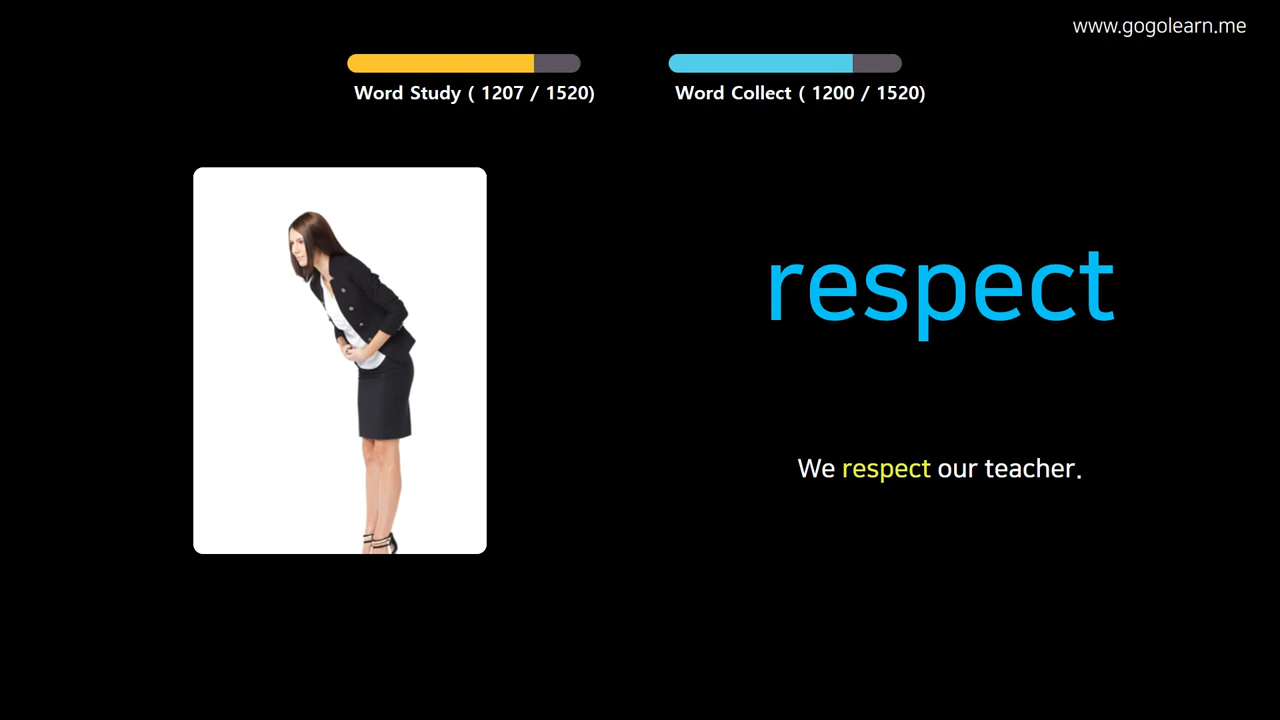 www.gogolearn.me
Word Study ( 1207 / 1520)
Word Collect ( 1200 / 1520)
respect
We respect our teacher.